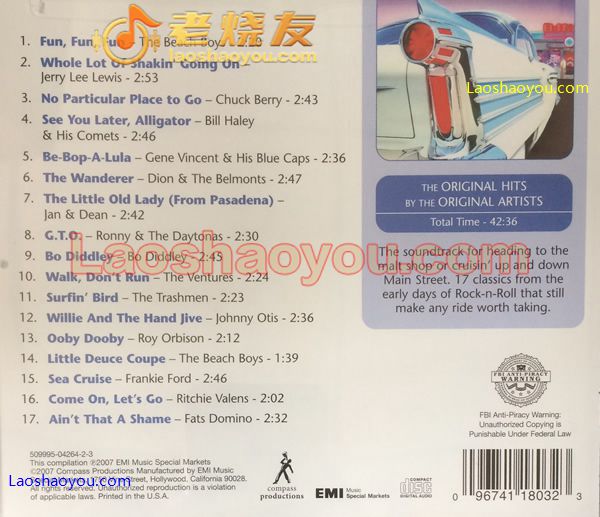 老烧友
Laoshaoyou.com
1. Fun, Fun, Fun – The Beach Boys - 2:20
2. Whole Lot Of Shakin' Going On –
Jerry Lee Lewis - 2:53
3. No Particular Place to Go – Chuck Berry - 2:43
4. See You Later, Alligator – Bill Haley
& His Comets - 2:46
5. Be-Bop-A-Lula – Gene Vincent & His Blue Caps - 2:36
6. The Wanderer – Dion & The Belmonts - 2:47
7. The Little Old Lady (From Pasadena) –
Jan & Dean - 2:42
8. G.T.O. – Ronny & The Daytonas - 2:30
9. Bo Diddley – Bo Diddley - 2:45
10. Walk, Don't Run – The Ventures - 2:24
11. Surfin' Bird – The Trashmen - 2:23
12. Willie And The Hand Jive – Johnny Otis - 2:36
13. Ooby Dooby – Roy Orbison - 2:12
14. Little Deuce Coupe – The Beach Boys - 1:39
15. Sea Cruise – Frankie Ford - 2:46
16. Come On, Let's Go – Ritchie Valens - 2:02
17. Ain't That A Shame – Fats Domino - 2:32
Laoshaoyou.com
THE ORIGINAL HITS
BY THE ORIGINAL ARTISTS
Total Time - 42:36
The soundtrack for heading to the
malt shop or cruisin' up and down
Main Street. 17 classics from the
early days of Rock-n-Roll that still
make any ride worth taking.
Laoshaoyou.com
FBI ANTI-PIRACY
WARNING
FBI Anti-Piracy Warning:
Unauthorized Copying is
Punishable Under Federal Law
509995-04264-2-3
This compilation ℗2007 EMI Music Special Markets
©2007 Compass Productions Manufactured by EMI Music
Street, Hollywood, California 90028.
All rights reserved. Unauthorized reproduction is a violation
of applicable laws. Printed in the U.S.A.
Laoshaoyou.com
compass
productions
EMI Music
Special Markets
COMPACT
disc
DIGITAL AUDIO
0 96741 18032 3